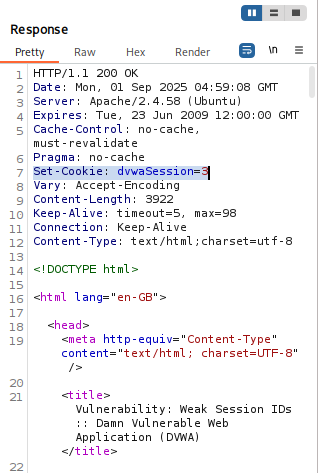 Response
Pretty Raw Hex Render \n
1 HTTP/1.1 200 OK
2 Date: Mon, 01 Sep 2025 04:59:08 GMT
3 Server: Apache/2.4.58 (Ubuntu)
4 Expires: Tue, 23 Jun 2009 12:00:00 GMT
5 Cache-Control: no-cache,
must-revalidate
6 Pragma: no-cache
7 Set-Cookie: dvwaSession=3
8 Vary: Accept-Encoding
9 Content-Length: 3922
10 Keep-Alive: timeout=5, max=98
11 Connection: Keep-Alive
12 Content-Type: text/html;charset=utf-8
13
14 <!DOCTYPE html>
15
16 <html lang="en-GB">
17
18 <head>
19 <meta http-equiv="Content-Type"
content="text/html; charset=UTF-8"
/>
20
21 <title>
Vulnerability: Weak Session IDs
:: Damn Vulnerable Web
Application (DVWA)
</title>
22